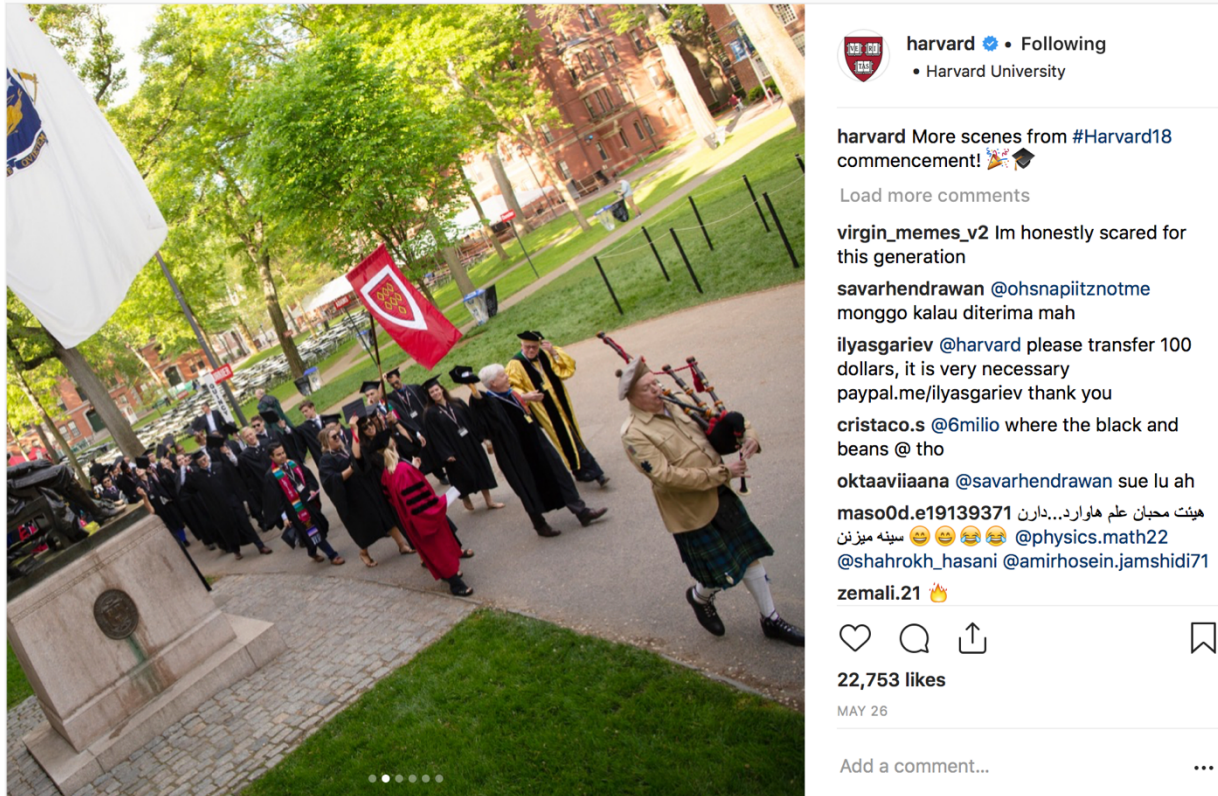 harvard • Following
• Harvard University
harvard More scenes from #Harvard18
commencement! 🎉🎓
Load more comments
virgin_memes_v2 Im honestly scared for
this generation
savarhendrawan @ohsnapiitznotme
monggo kalau diterima mah
ilyasgariev @harvard please transfer 100
dollars, it is very necessary
paypal.me/ilyasgariev thank you
cristaco.s @6milio where the black and
beans @ tho
oktaaviiaana @savarhendrawan sue lu ah
maso0d.e19139371 هیئت محبان علم هاوارد...دارن
سینه میزنن 😄😄😂😂 @physics.math22
@shahrokh_hasani @amirhosein.jamshidi71
zemali.21 🔥
22,753 likes
MAY 26
Add a comment...